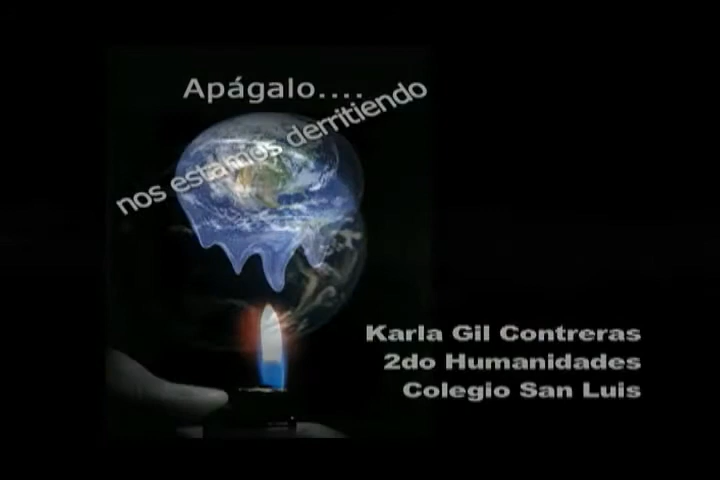 Apágalo....
nos estamos derritiendo
Karla Gil Contreras
2do Humanidades
Colegio San Luis